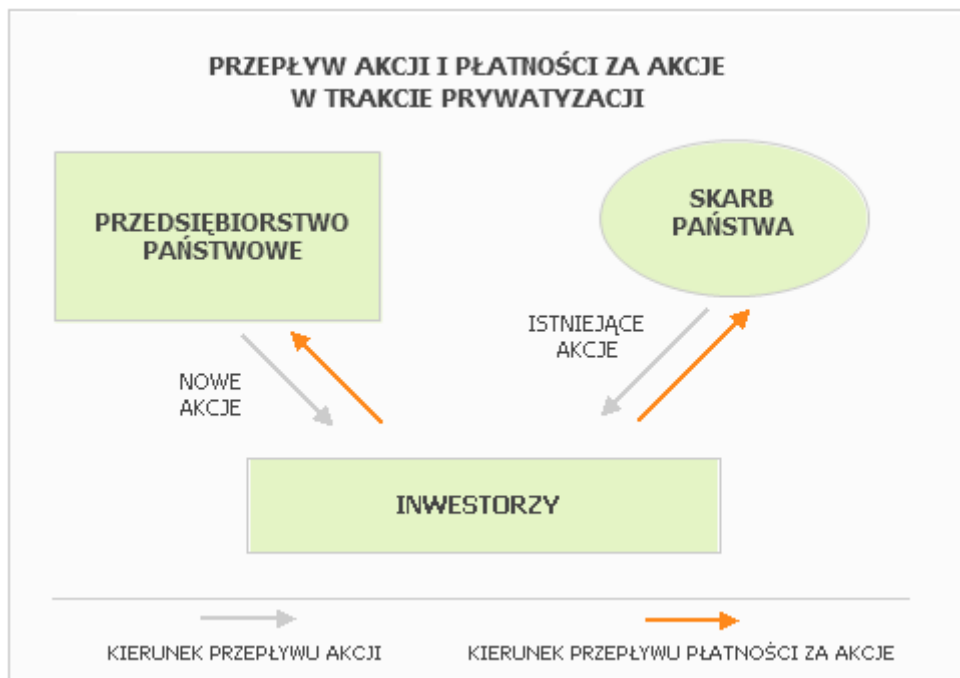 PRZEPŁYW AKCJI I PŁATNOŚCI ZA AKCJE
W TRAKCIE PRYWATYZACJI
PRZEDSIĘBIORSTWO
PAŃSTWOWE
SKARB
PAŃSTWA
ISTNIEJĄCE
AKCJE
NOWE
AKCJE
INWESTORZY
KIERUNEK PRZEPŁYWU AKCJI
KIERUNEK PRZEPŁYWU PŁATNOŚCI ZA AKCJE